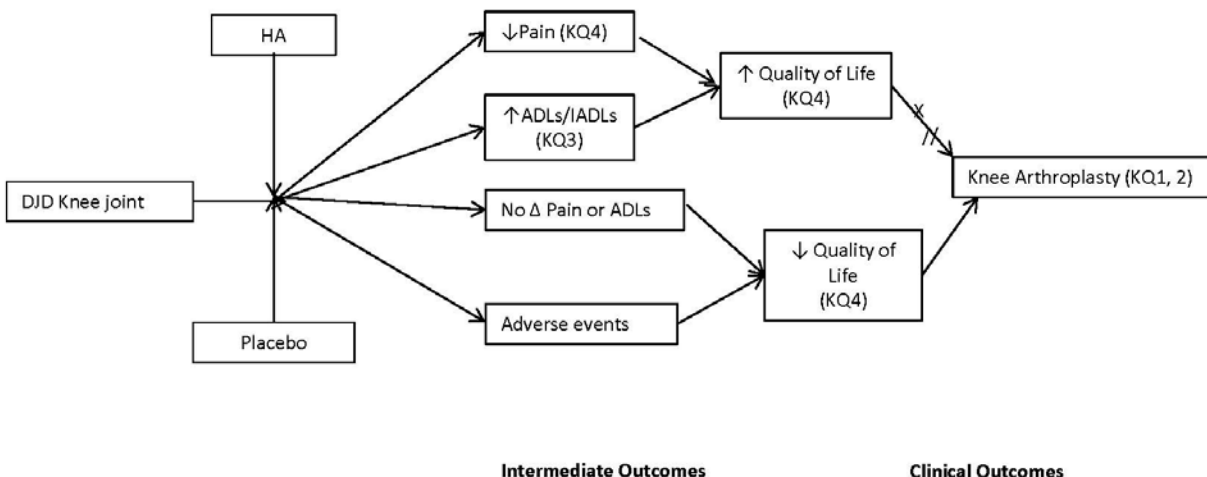 HA
DJD Knee joint
Placebo
↓Pain (KQ4)
↑ADLs/IADLs
(KQ3)
No Δ Pain or ADLs
Adverse events
↑ Quality of Life
(KQ4)
↓ Quality of
Life
(KQ4)
X
//
Knee Arthroplasty (KQ1, 2)
Intermediate Outcomes
Clinical Outcomes